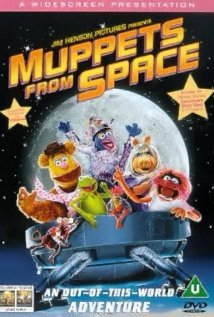 A WIDESCREEN PRESENTATION
JIM HENSON PICTURES PRESENTS
MUPPETS
FROM SPACE
AN OUT-OF-THIS-WORLD
ADVENTURE
U
DVD